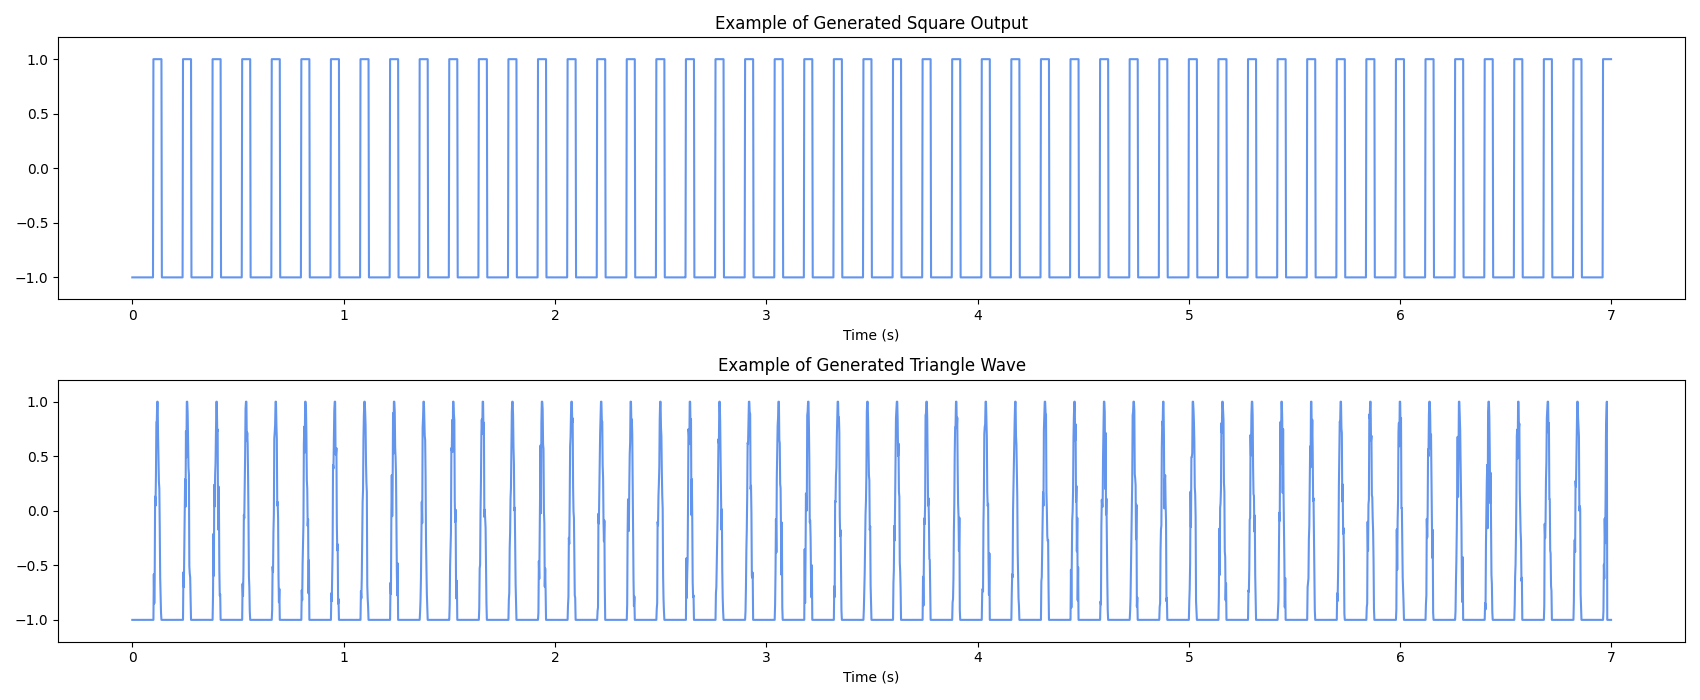 Example of Generated Square Output
1.0
0.5
0.0
−0.5
−1.0
0 1 2 3 4 5 6 7
Time (s)
Example of Generated Triangle Wave
1.0
0.5
0.0
−0.5
−1.0
0 1 2 3 4 5 6 7
Time (s)